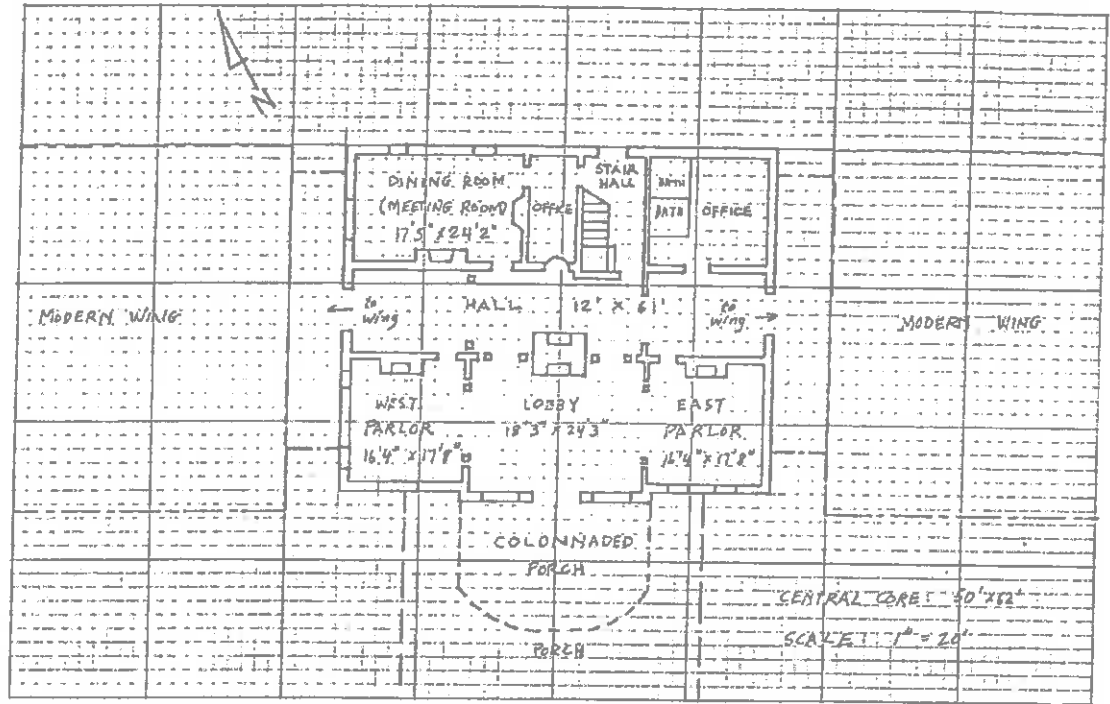 N
DINING ROOM
(MEETING ROOM)
17'5" X 24'2"
OFFICE
STAIR
HALL
BATH
BATH
OFFICE
HALL 12' X 61'
← to
wing
to →
wing
MODERN WING
MODERN WING
WEST
PARLOR
16'4" X 17'8"
LOBBY
18'3" X 24'3"
EAST
PARLOR
16'4" X 17'8"
COLONNADED
PORCH
PORCH
CENTRAL CORE: 50' X 62'
SCALE: 1" = 20'